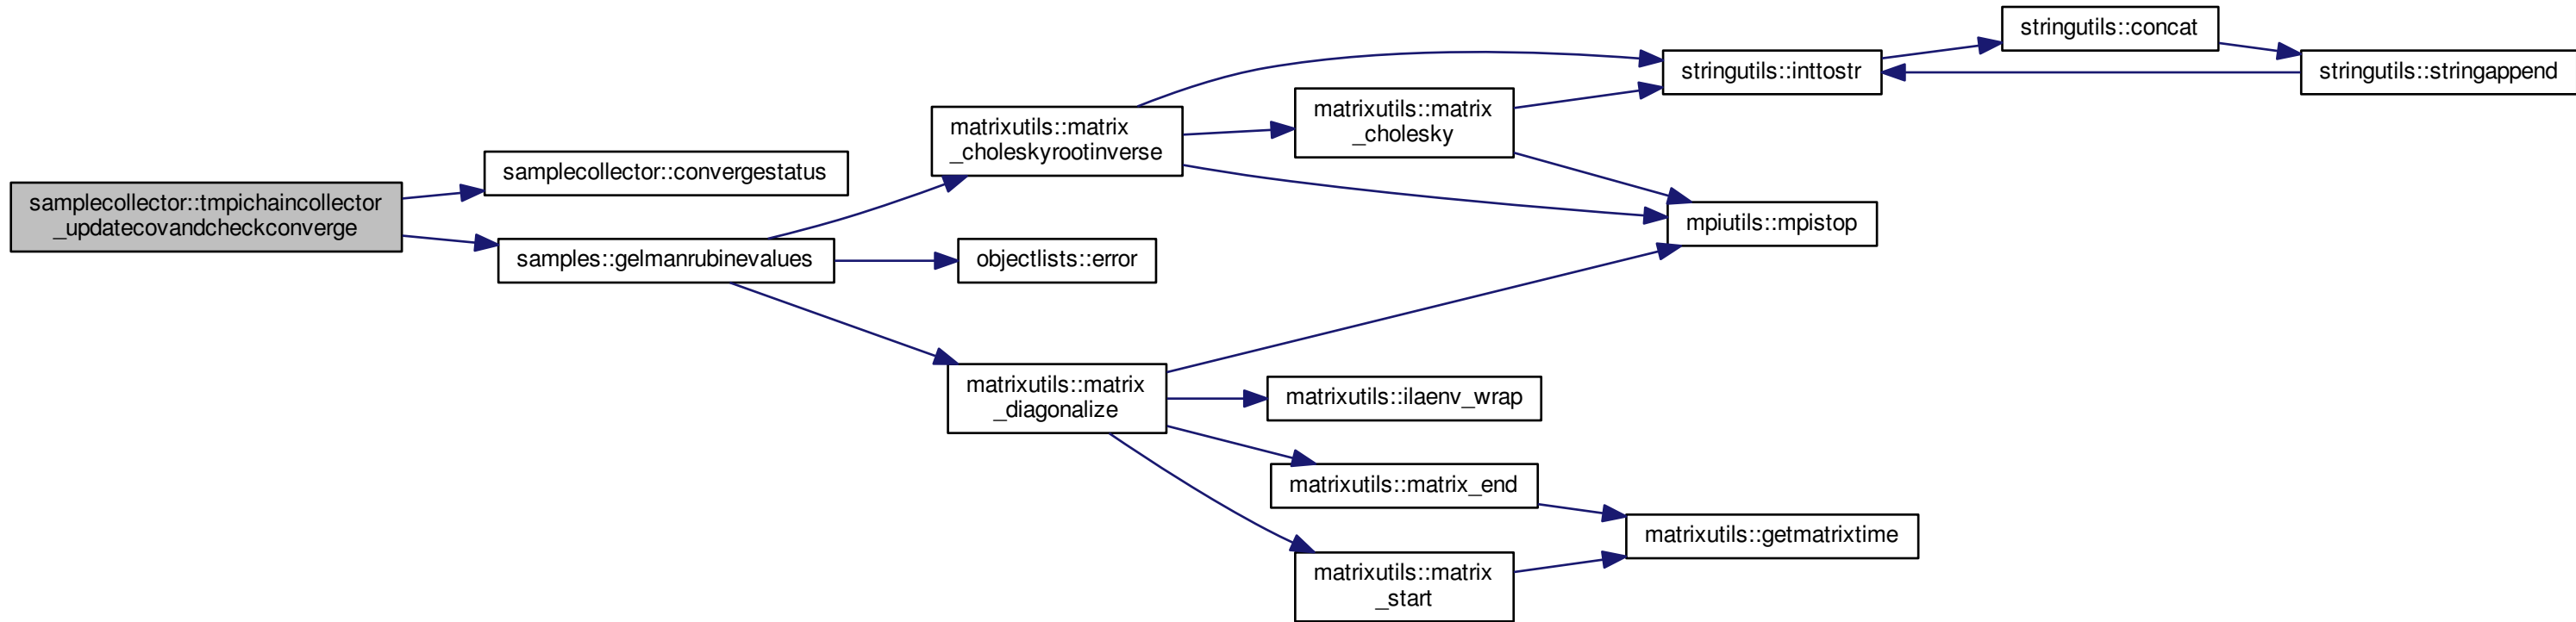 samplecollector::tmpichaincollector
_updatecovandcheckconverge
samplecollector::convergestatus
samples::gelmanrubinevalues
matrixutils::matrix
_choleskyrootinverse
objectlists::error
matrixutils::matrix
_diagonalize
matrixutils::matrix
_cholesky
matrixutils::ilaenv_wrap
matrixutils::matrix_end
matrixutils::matrix
_start
stringutils::inttostr
mpiutils::mpistop
matrixutils::getmatrixtime
stringutils::concat
stringutils::stringappend